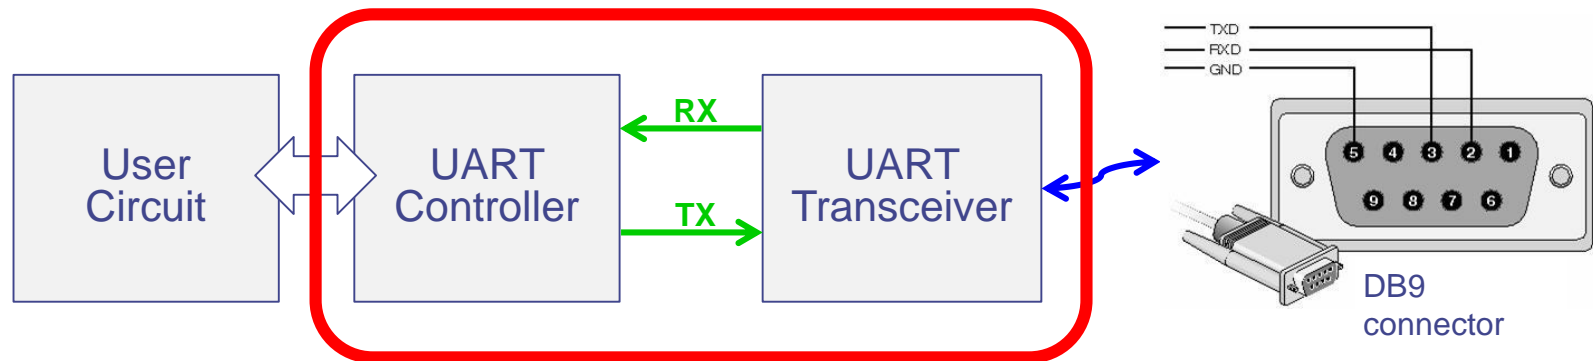 User
Circuit
UART
Controller
RX
TX
UART
Transceiver
TXD
RXD
GND
5 4 3 2 1
9 8 7 6
DB9
connector